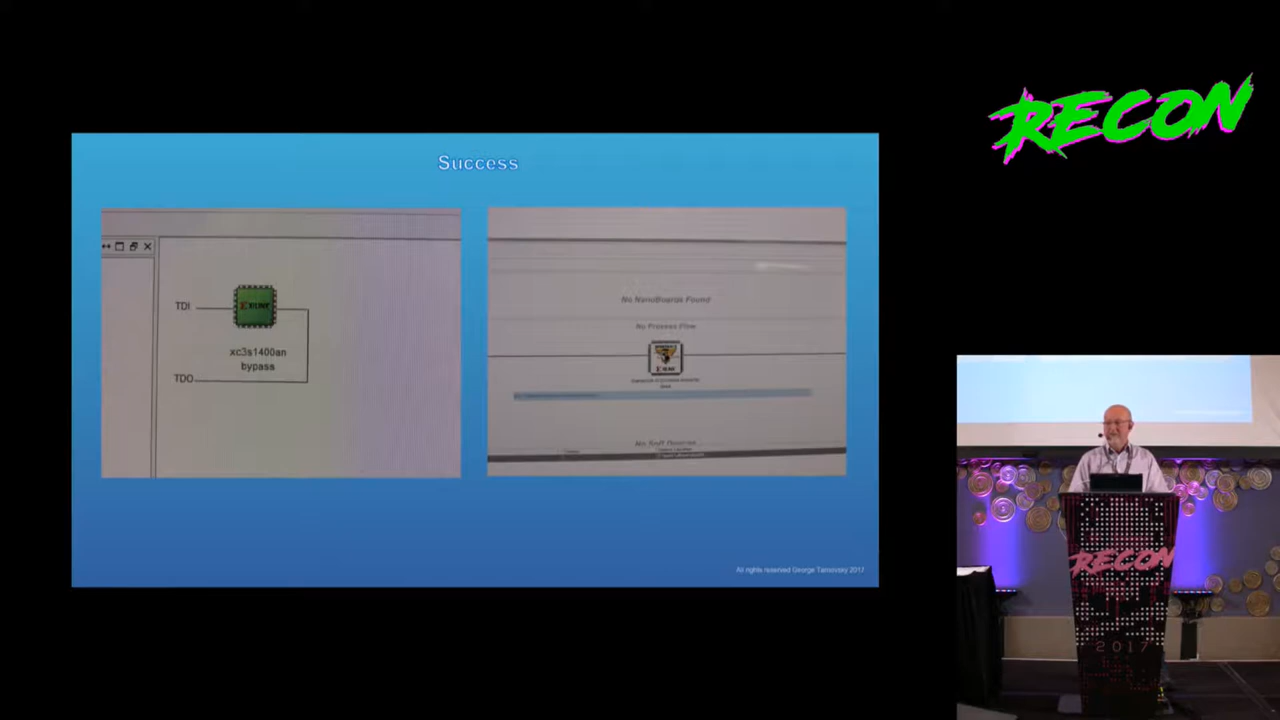 RECON
Success
TDI
XILINX
xc3s1400an
bypass
TDO
No NanoBoards Found
No Process Flow
No Soft Devices
All rights reserved George Tarnovsky 2017
RECON
2017